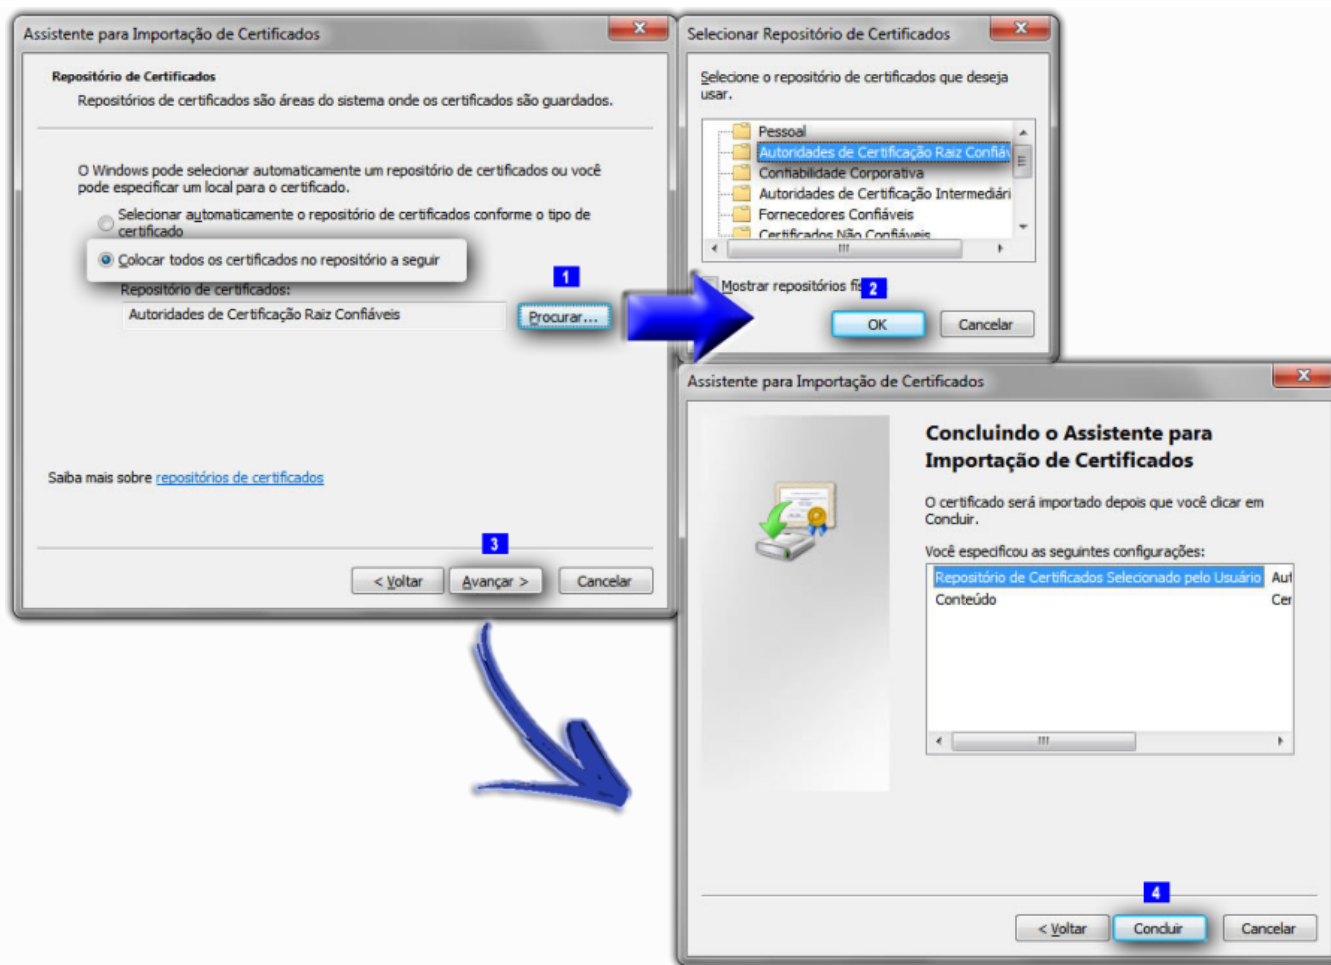 Assistente para Importação de Certificados
Repositório de Certificados
Repositórios de certificados são áreas do sistema onde os certificados são guardados.
O Windows pode selecionar automaticamente um repositório de certificados ou você
pode especificar um local para o certificado.
Selecionar automaticamente o repositório de certificados conforme o tipo de
certificado
Colocar todos os certificados no repositório a seguir
1
Repositório de certificados:
Autoridades de Certificação Raiz Confiáveis
Procurar...
Saiba mais sobre repositórios de certificados
3
< Voltar
Avançar >
Cancelar
Selecionar Repositório de Certificados
Selecione o repositório de certificados que deseja
usar.
Pessoal
Autoridades de Certificação Raiz Confiáv
Confiabilidade Corporativa
Autoridades de Certificação Intermediári
Fornecedores Confiáveis
Certificados Não Confiáveis
Mostrar repositórios fís
2
OK
Cancelar
Assistente para Importação de Certificados
Concluindo o Assistente para
Importação de Certificados
O certificado será importado depois que você clicar em
Concluir.
Você especificou as seguintes configurações:
Repositório de Certificados Selecionado pelo Usuário Aut
Conteúdo Cer
4
< Voltar
Concluir
Cancelar